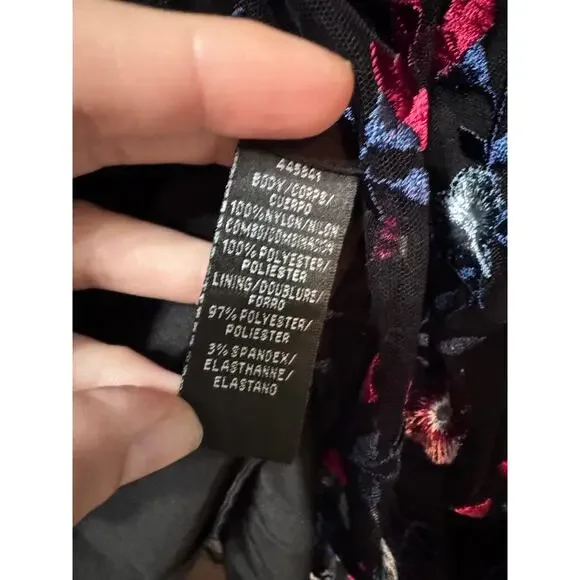 445841
BODY/CORPS/
CUERPO
100%NYLON/NILON
COMBO/COMBINACION
100% POLYESTER/
POLIESTER
LINING/DOUBLURE/
FORRO
97% POLYESTER/
POLIESTER
3% SPANDEX/
ELASTHANNE/
ELASTANO